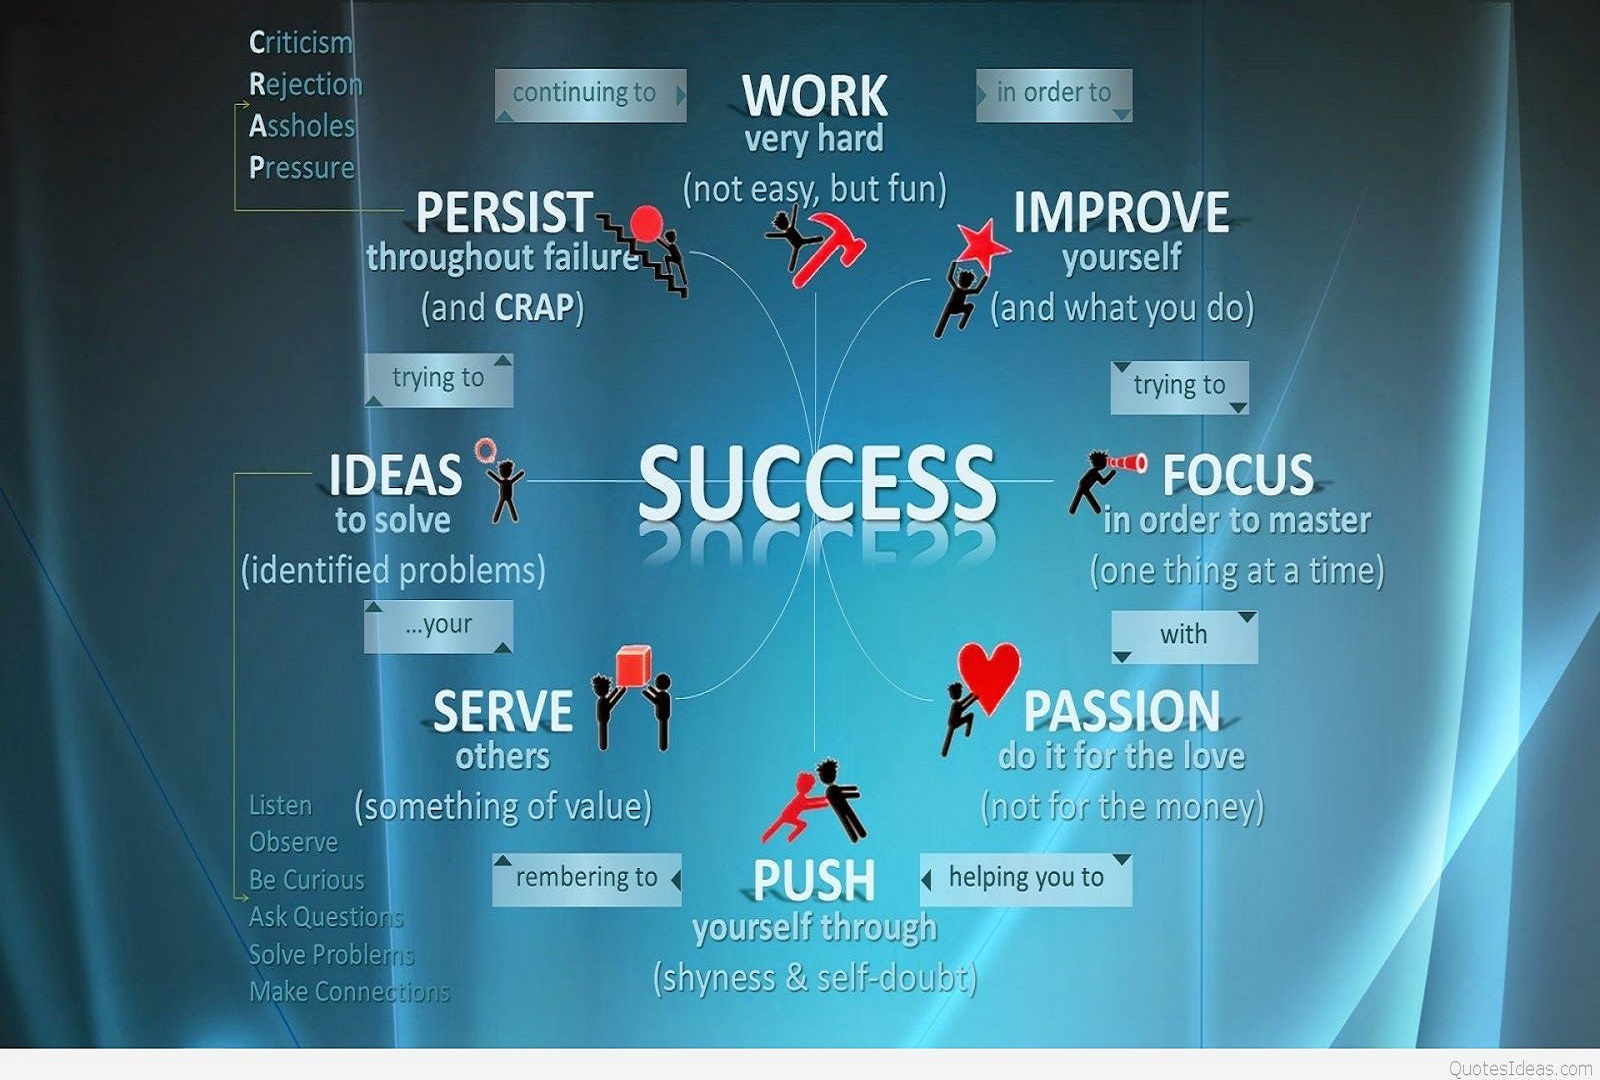 Criticism
Rejection
Assholes
Pressure
continuing to
WORK
very hard
(not easy, but fun)
in order to
IMPROVE
yourself
(and what you do)
trying to
FOCUS
in order to master
(one thing at a time)
with
PASSION
do it for the love
(not for the money)
helping you to
PUSH
yourself through
(shyness & self-doubt)
rembering to
SERVE
others
(something of value)
...your
IDEAS
to solve
(identified problems)
trying to
PERSIST
throughout failure
(and CRAP)
SUCCESS
Listen
Observe
Be Curious
Ask Questions
Solve Problems
Make Connections
QuotesIdeas.com